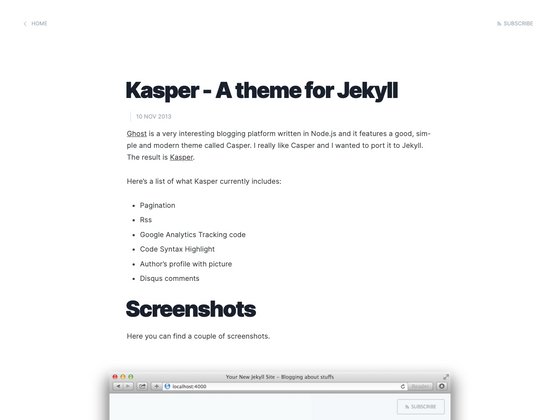 HOME
SUBSCRIBE
Kasper - A theme for Jekyll
10 NOV 2013
Ghost is a very interesting blogging platform written in Node.js and it features a good, sim-
ple and modern theme called Casper. I really like Casper and I wanted to port it to Jekyll.
The result is Kasper.
Here's a list of what Kasper currently includes:
• Pagination
• Rss
• Google Analytics Tracking code
• Code Syntax Highlight
• Author's profile with picture
• Disqus comments
Screenshots
Here you can find a couple of screenshots.
Your New Jekyll Site – Blogging about stuffs
localhost:4000
Reader
SUBSCRIBE